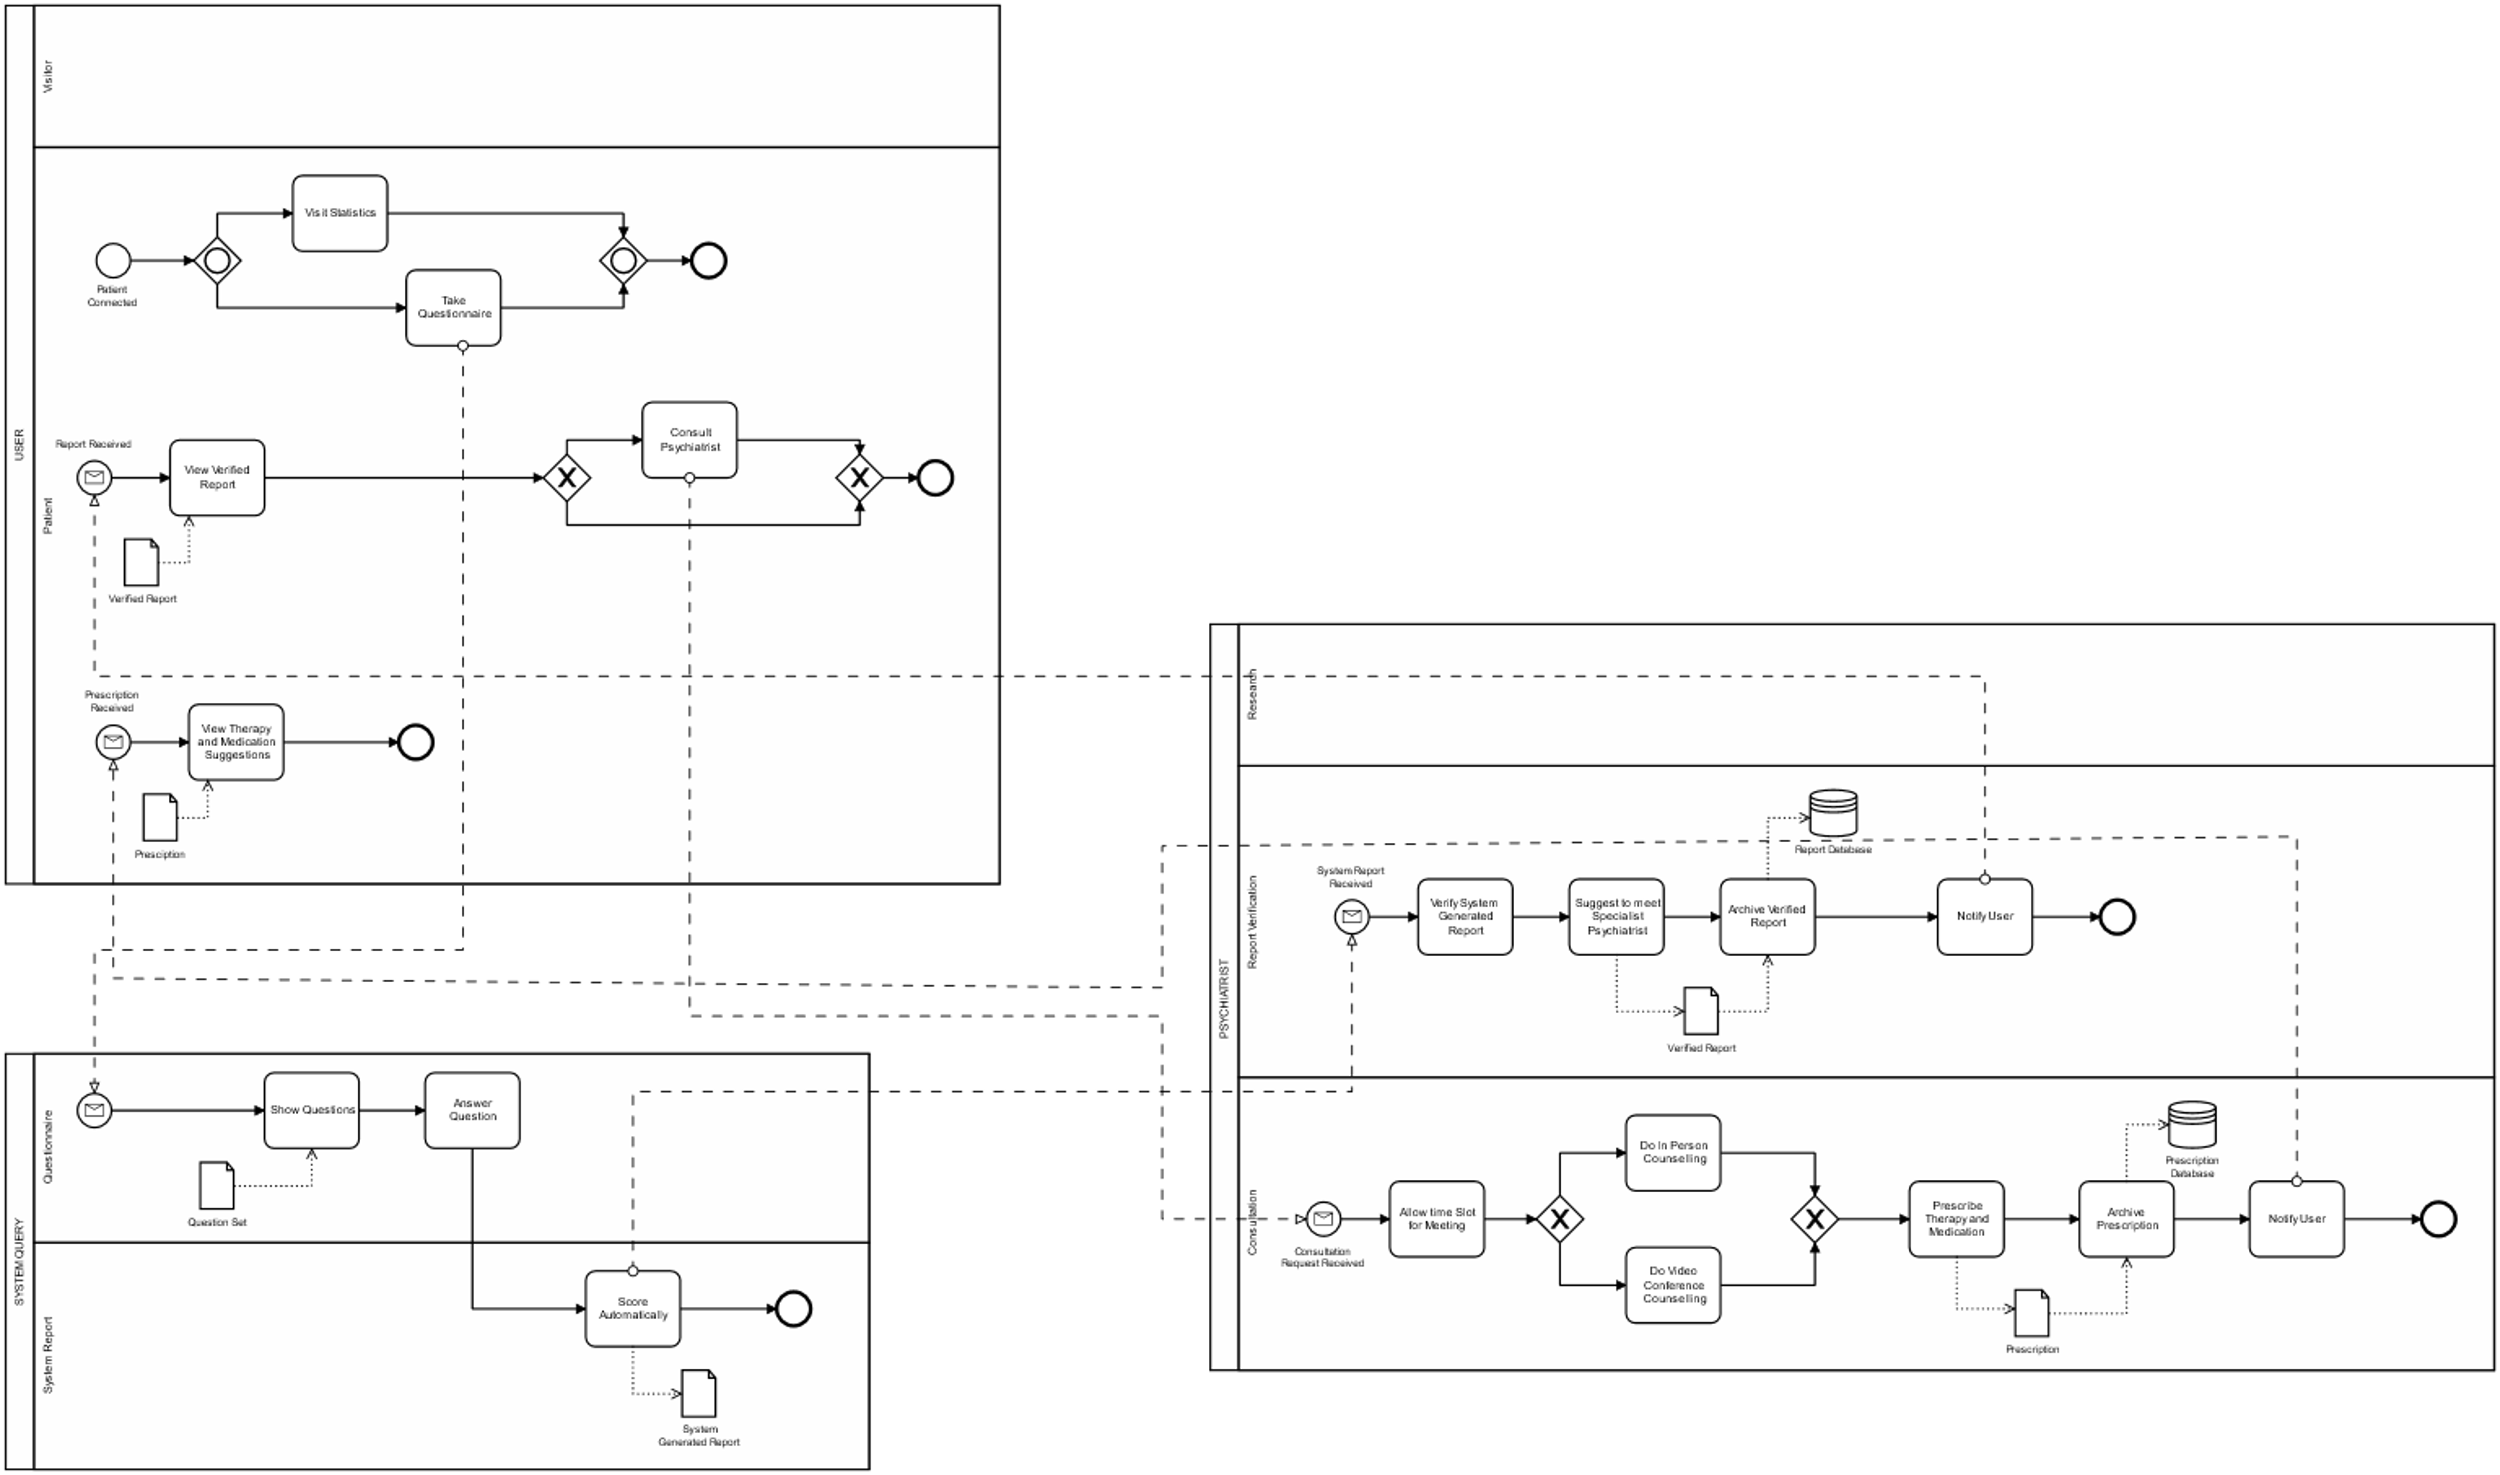 USER
Visitor
Patient
Patient
Connected
Visit Statistics
Take
Questionnaire
Report Received
View Verified
Report
Verified Report
Consult
Psychiatrist
Prescription
Received
View Therapy
and Medication
Suggestions
Presciption
SYSTEM QUERY
Questionnaire
Show Questions
Answer
Question
Question Set
System Report
Score
Automatically
System
Generated Report
PSYCHIATRIST
Research
Report Verification
System Report
Received
Verify System
Generated
Report
Suggest to meet
Specialist
Psychiatrist
Archive Verified
Report
Report Database
Notify User
Verified Report
Consultation
Consultation
Request Received
Allow time Slot
for Meeting
Do In Person
Counselling
Do Video
Conference
Counselling
Prescribe
Therapy and
Medication
Archive
Prescription
Prescription
Database
Notify User
Prescription